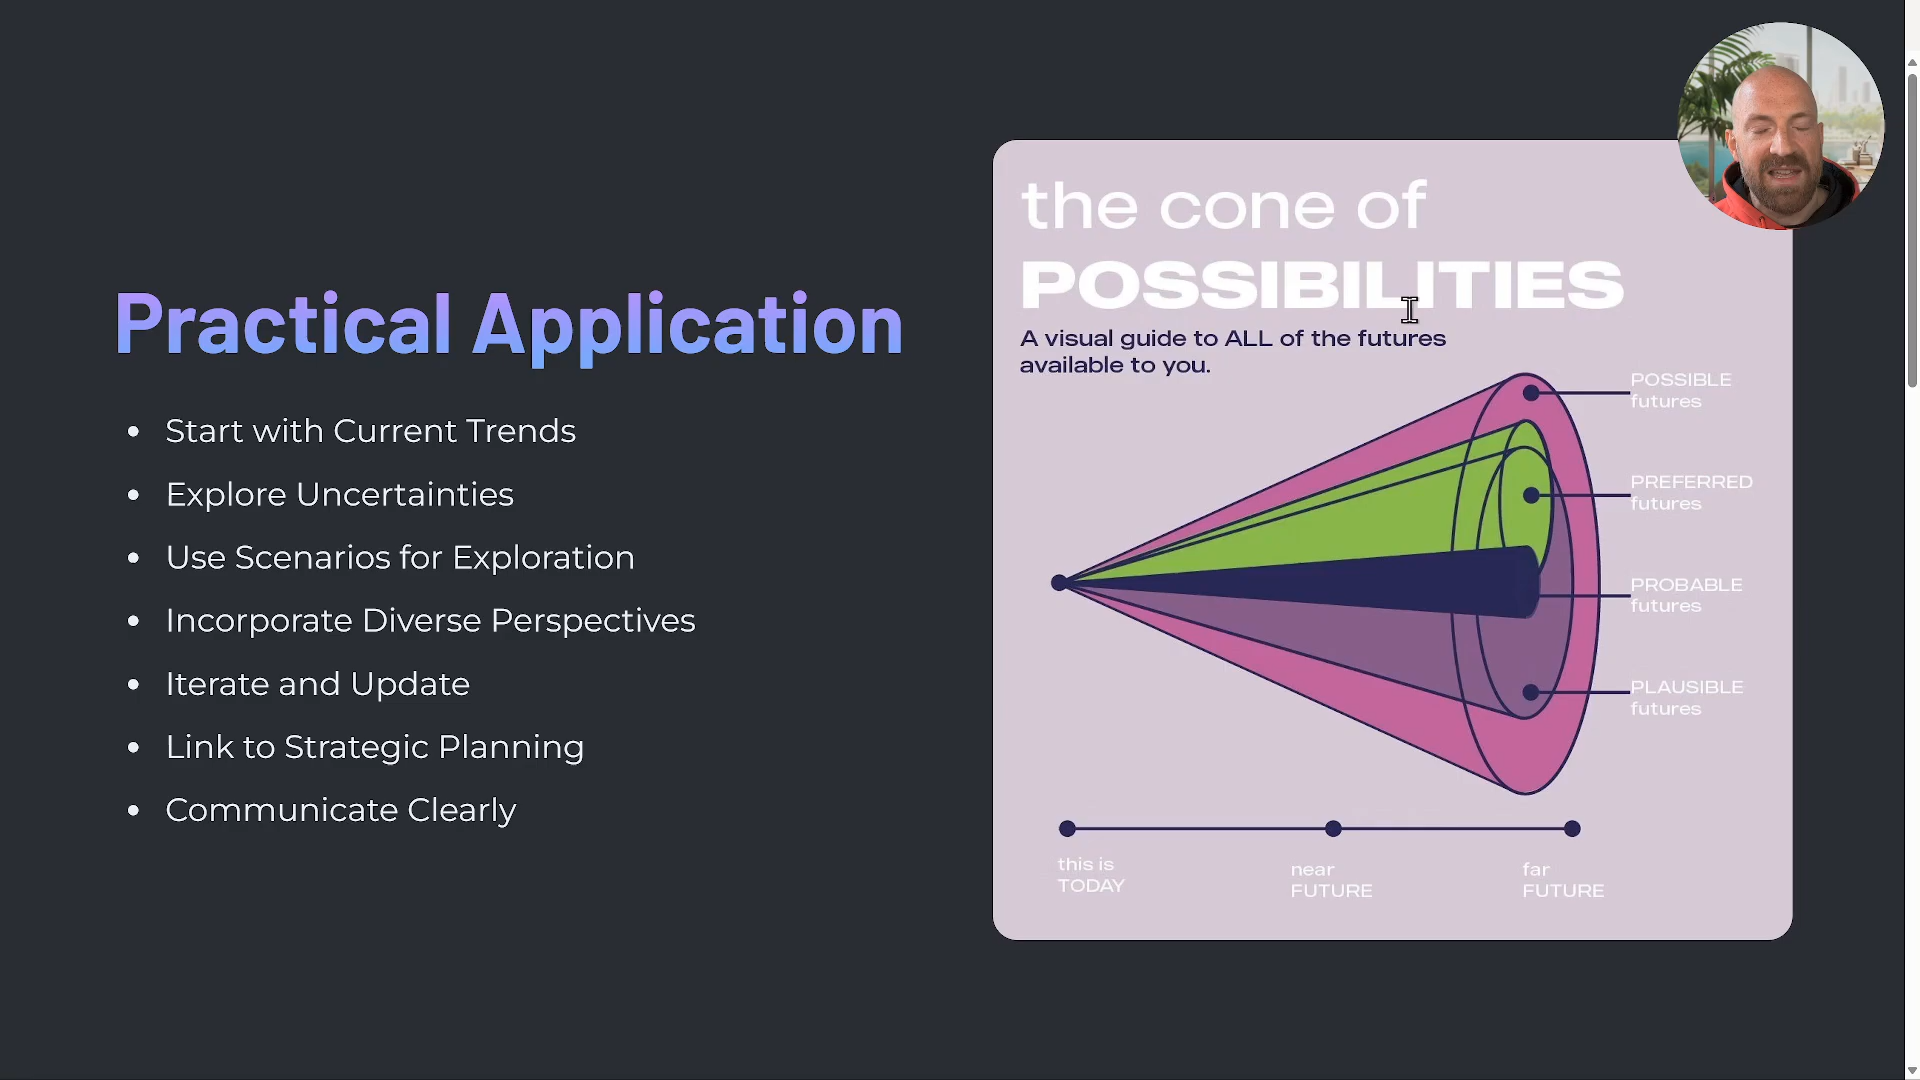 Practical Application
• Start with Current Trends
• Explore Uncertainties
• Use Scenarios for Exploration
• Incorporate Diverse Perspectives
• Iterate and Update
• Link to Strategic Planning
• Communicate Clearly
the cone of
POSSIBILITIES
A visual guide to ALL of the futures
available to you.
POSSIBLE
futures
PREFERRED
futures
PROBABLE
futures
PLAUSIBLE
futures
this is
TODAY
near
FUTURE
far
FUTURE